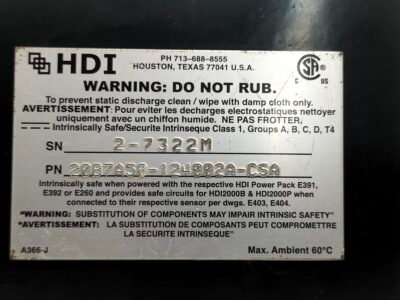 HDI
PH 713-688-8555
HOUSTON, TEXAS 77041 U.S.A.
C US
WARNING: DO NOT RUB.
To prevent static discharge clean / wipe with damp cloth only.
AVERTISSEMENT: Pour eviter les decharges electrostatiques nettoyer
uniquement avec un chiffon humide. NE PAS FROTTER.
Intrinsically Safe/Securite Intrinseque Class 1, Groups A, B, C, D, T4
SN 2-7322M
PN
Intrinsically safe when powered with the respective HDI Power Pack E391,
E392 or E260 and provides safe circuits for HDI2000B & HDI2000P when
connected to their respective sensor per dwgs. E403, E404.
"WARNING: SUBSTITUTION OF COMPONENTS MAY IMPAIR INTRINSIC SAFETY"
"AVERTISSEMENT: LA SUBSTITUTION DE COMPOSANTS PEUT COMPROMETTRE
LA SECURITE INTRINSEQUE"
A366-J Max. Ambient 60°C